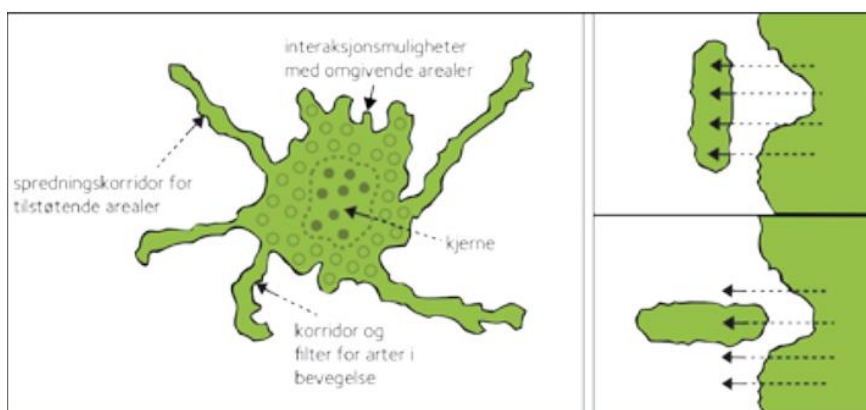 interaksjonsmuligheter
med omgivende arealer
spredningskorridor for
tilstøtende arealer
kjerne
korridor og
filter for arter i
bevegelse